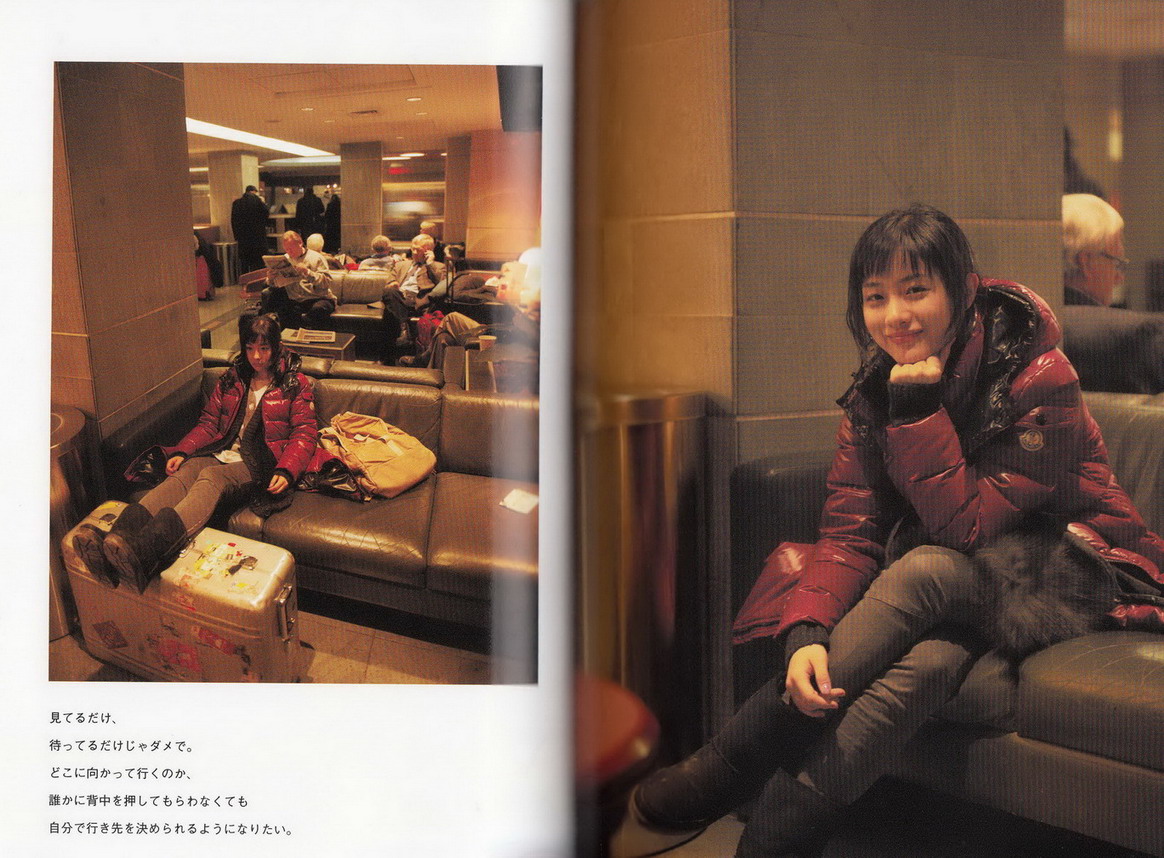 見てるだけ、
待ってるだけじゃダメで。
どこに向かって行くのか、
誰かに背中を押してもらわなくても
自分で行き先を決められるようになりたい。